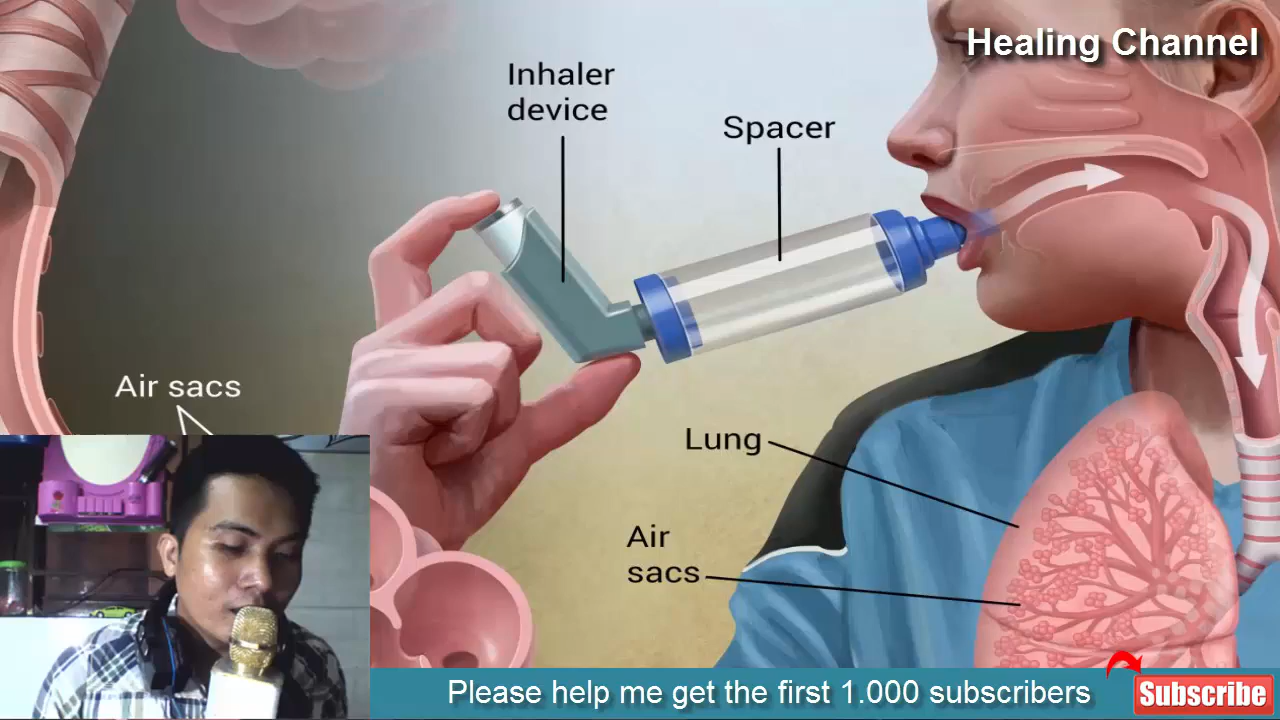 Healing Channel
Inhaler
device
Spacer
Air sacs
Lung
Air
sacs
Please help me get the first 1.000 subscribers
Subscribe